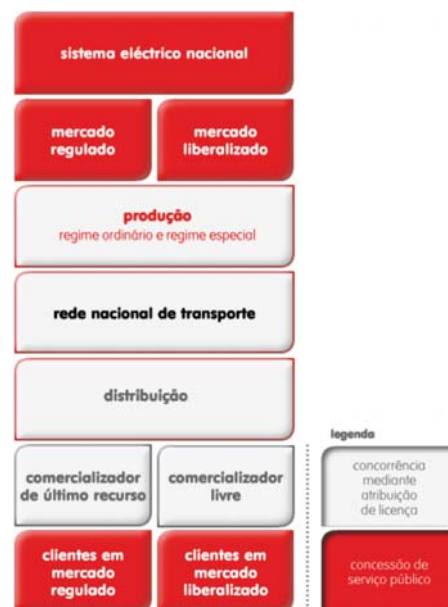 sistema eléctrico nacional
mercado
regulado
mercado
liberalizado
produção
regime ordinário e regime especial
rede nacional de transporte
distribuição
comercializador
de último recurso
comercializador
livre
clientes em
mercado
regulado
clientes em
mercado
liberalizado
legenda
concorrência
mediante
atribuição
de licença
concessão de
serviço público